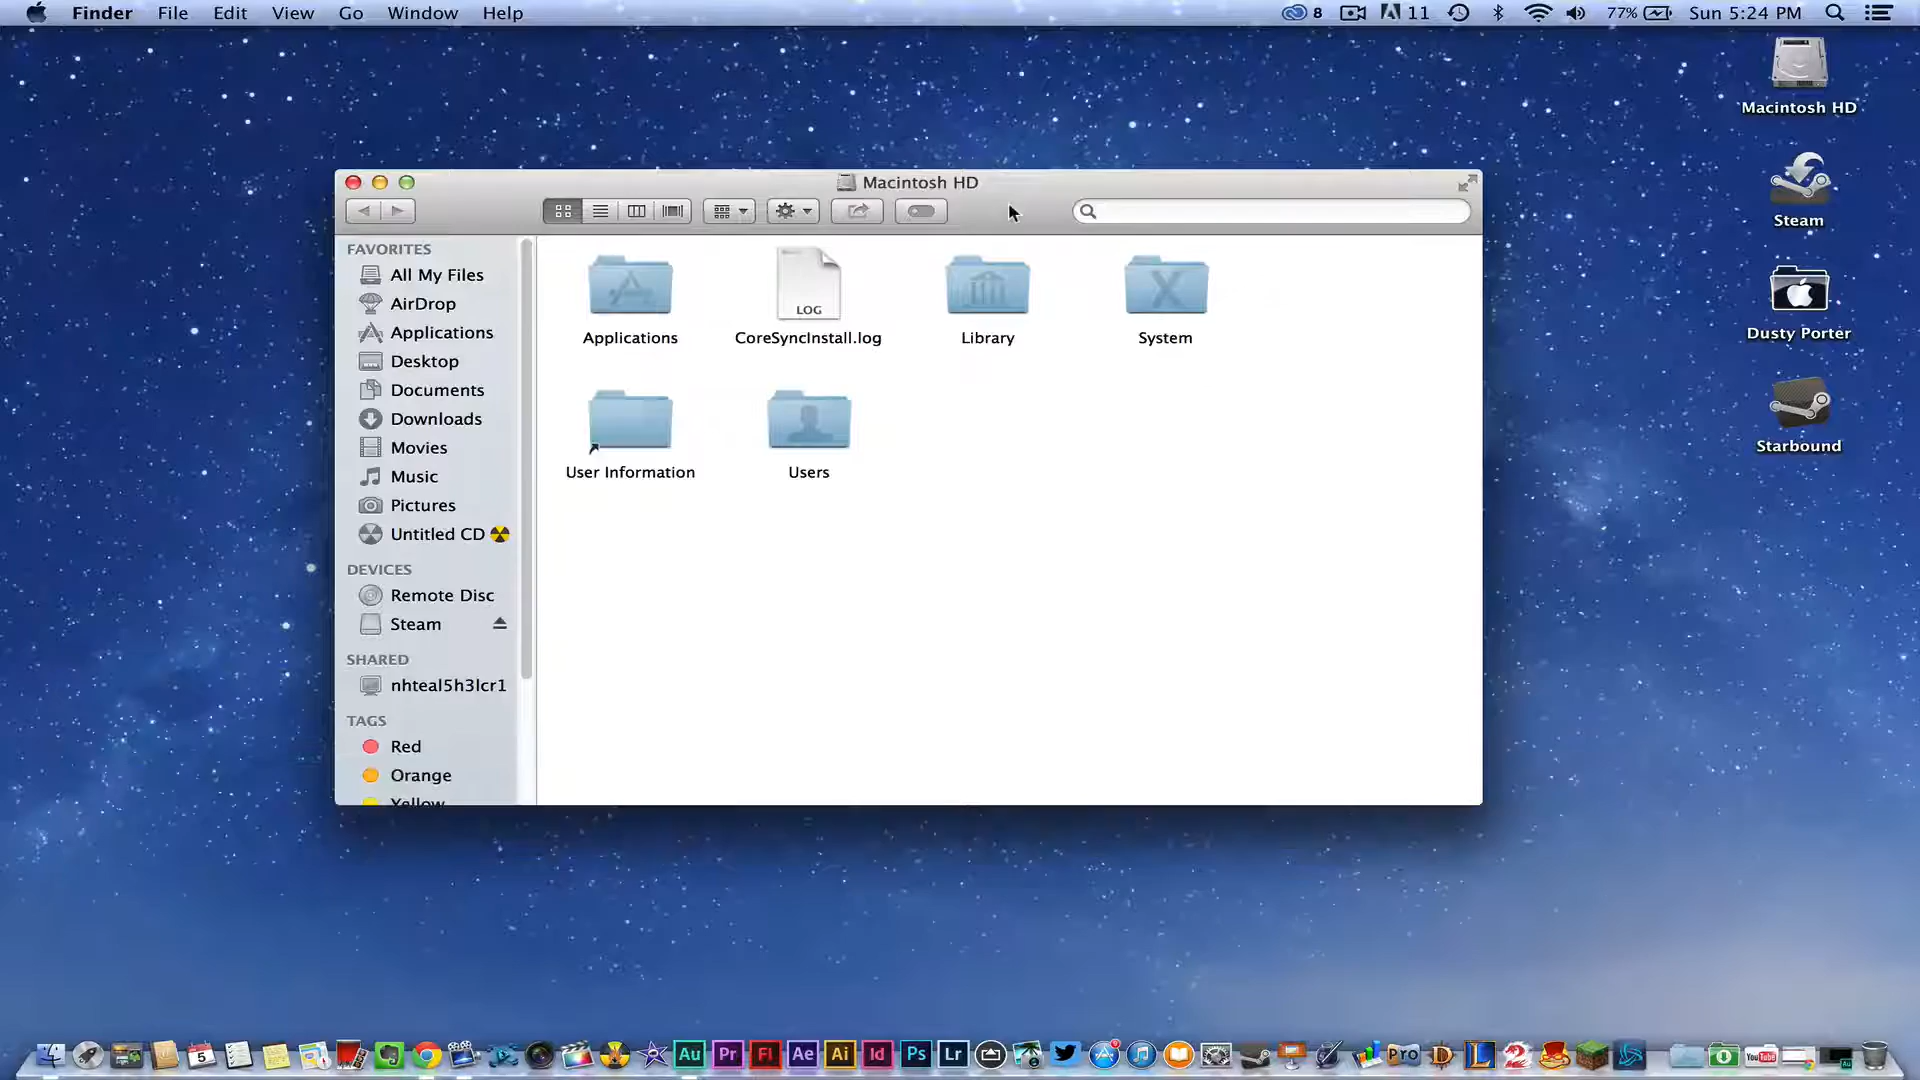 Finder File Edit View Go Window Help 8 11 77% Sun 5:24 PM
Macintosh HD
Steam
Dusty Porter
Starbound
Macintosh HD
FAVORITES
All My Files
AirDrop
Applications
Desktop
Documents
Downloads
Movies
Music
Pictures
Untitled CD
DEVICES
Remote Disc
Steam
SHARED
nhteal5h3lcr1
TAGS
Red
Orange
Yellow
Applications
LOG
CoreSyncInstall.log
Library
System
User Information
Users
5 Au Pr Fl Ae Ai Id Ps Lr Pro L 2 YouTube